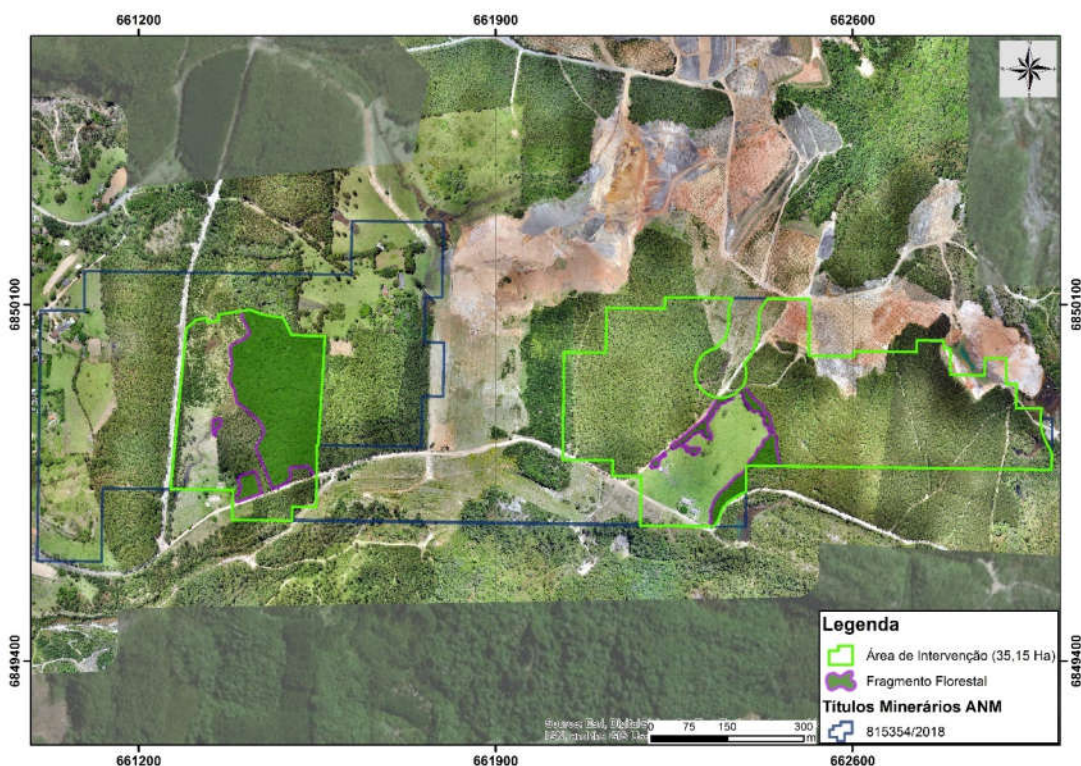 661200 661900 662600
6850100 6850100
6849400 6849400
Legenda
Área de Intervenção (35,15 Ha)
Fragmento Florestal
Títulos Minerários ANM
815354/2018
0 75 150 300
m
661200 661900 662600